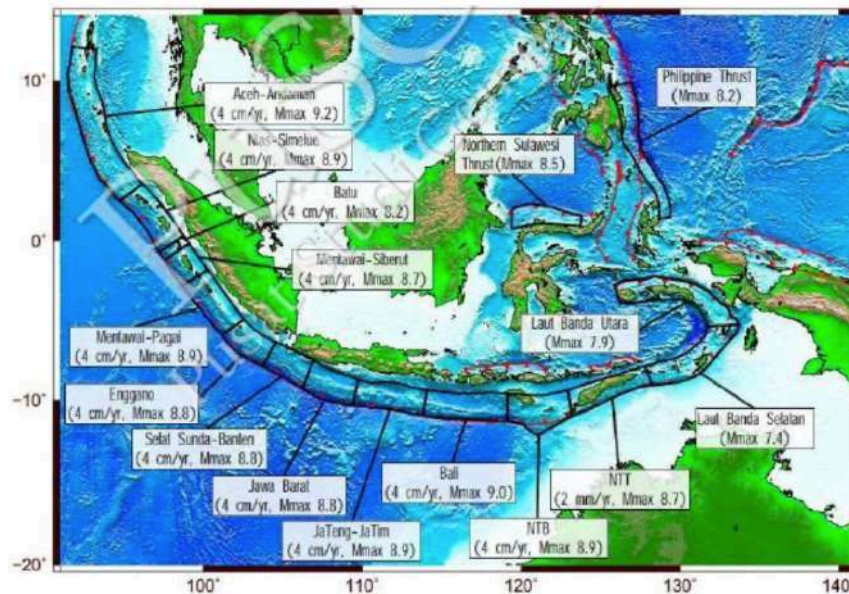 10°
0°
-10°
-20°
100°
110°
120°
130°
140
Aceh-Andaman
(4 cm/yr, Mmax 9.2)
Nias-Simelue
(4 cm/yr, Mmax 8.9)
Batu
(4 cm/yr, Mmax 8.2)
Mentawai-Siberut
(4 cm/yr, Mmax 8.7)
Mentawai-Pagai
(4 cm/yr, Mmax 8.9)
Enggano
(4 cm/yr, Mmax 8.8)
Selat Sunda-Banten
(4 cm/yr, Mmax 8.8)
Jawa Barat
(4 cm/yr, Mmax 8.8)
JaTeng-JaTim
(4 cm/yr, Mmax 8.9)
Bali
(4 cm/yr, Mmax 9.0)
NTB
(4 cm/yr, Mmax 8.9)
NTT
(2 mm/yr, Mmax 8.7)
Laut Banda Selatan
(Mmax 7.4)
Laut Banda Utara
(Mmax 7.9)
Northern Sulawesi
Thrust(Mmax 8.5)
Philippine Thrust
(Mmax 8.2)